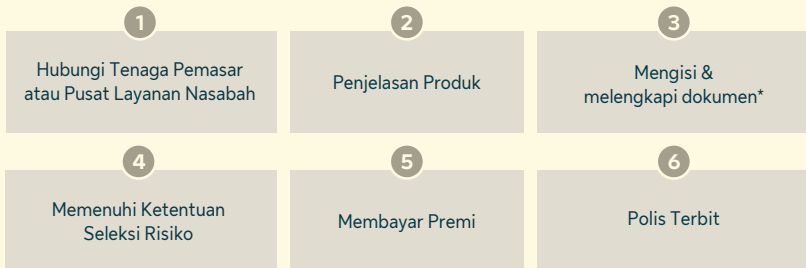 1
Hubungi Tenaga Pemasar
atau Pusat Layanan Nasabah
2
Penjelasan Produk
3
Mengisi &
melengkapi dokumen*
4
Memenuhi Ketentuan
Seleksi Risiko
5
Membayar Premi
6
Polis Terbit